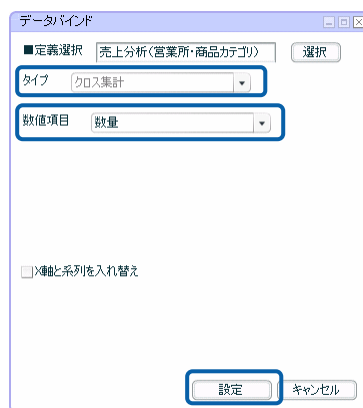 データバインド
■定義選択 売上分析(営業所・商品カテゴリ) 選択
タイプ クロス集計
数値項目 数量
X軸と系列を入れ替え
設定 キャンセル